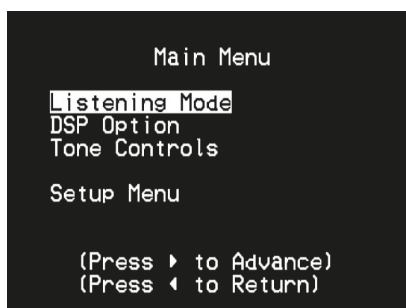 Main Menu
Listening Mode
DSP Option
Tone Controls
Setup Menu
(Press ▶ to Advance)
(Press ◀ to Return)